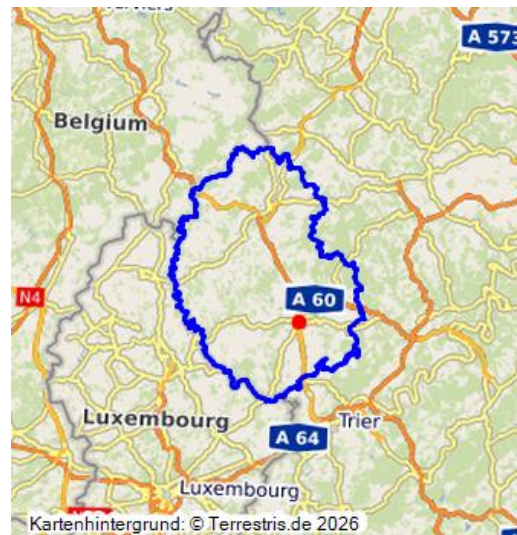 A 573
Belgium
N4
A 60
Luxembourg
Trier
A 64
Luxembourg
Kartenhintergrund: © Terrestris.de 2026